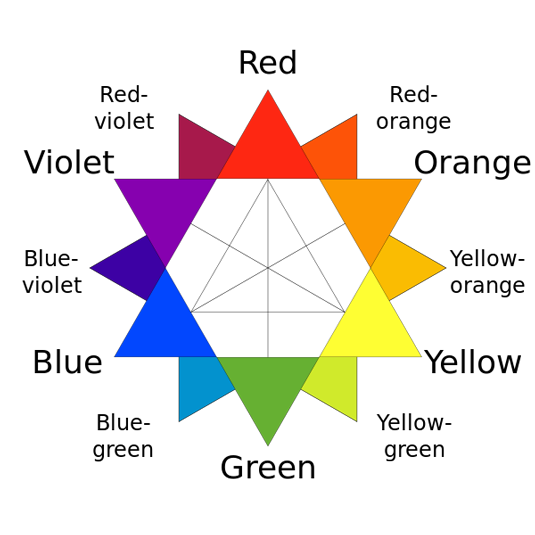 Red
Red-
violet
Red-
orange
Violet
Orange
Blue-
violet
Yellow-
orange
Blue
Yellow
Blue-
green
Yellow-
green
Green